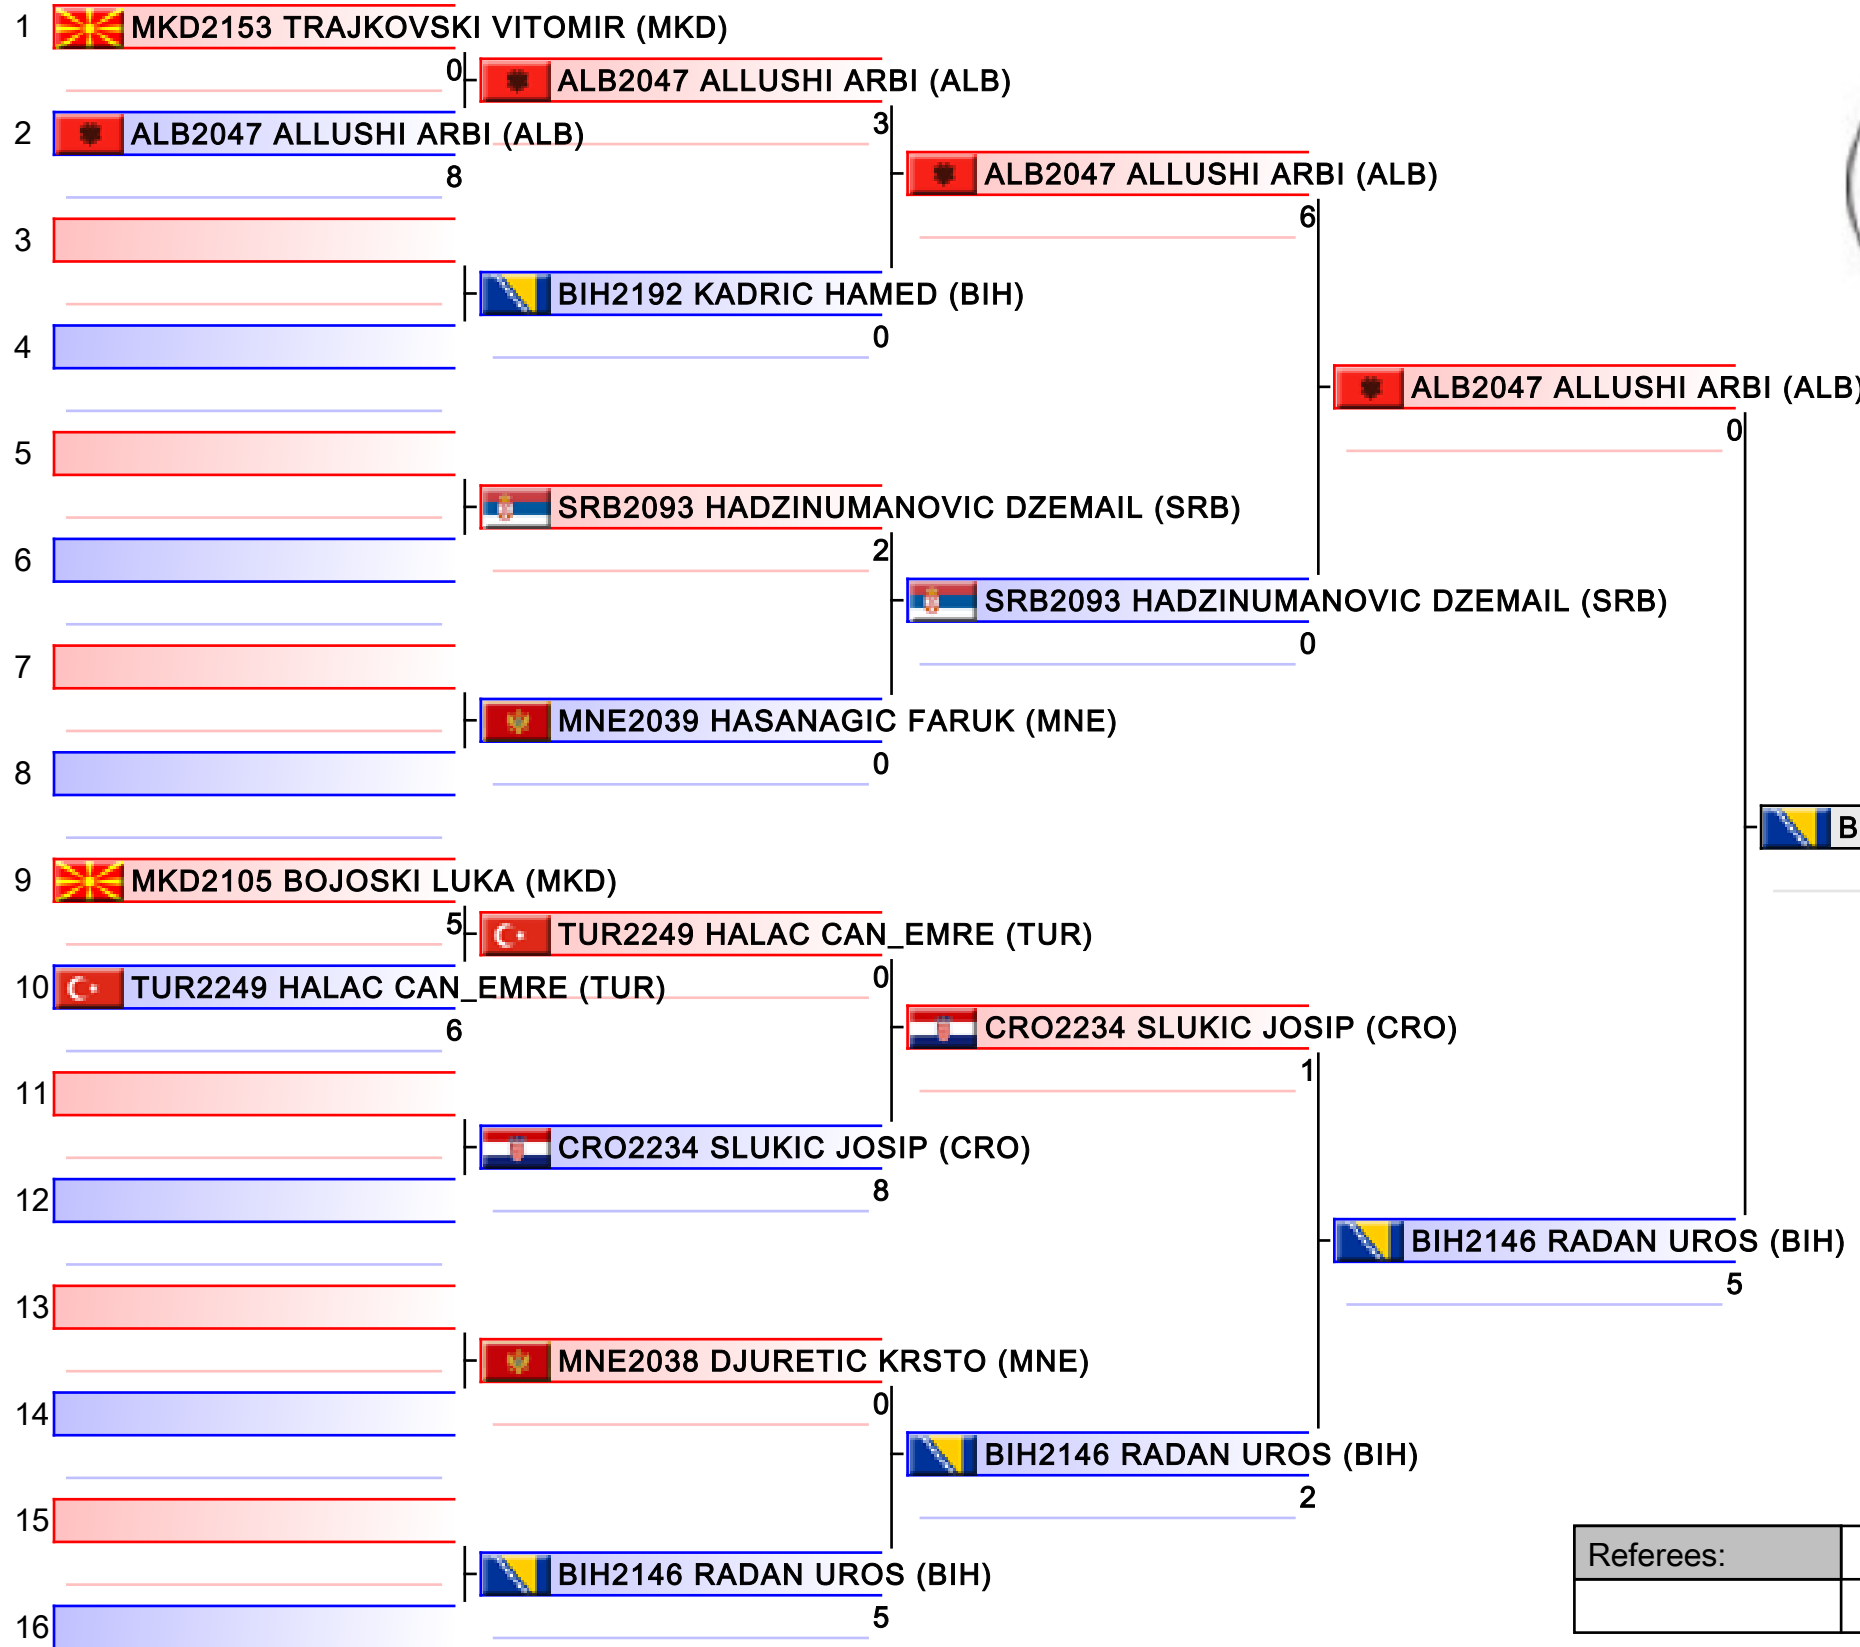 1 MKD2153 TRAJKOVSKI VITOMIR (MKD)
0
ALB2047 ALLUSHI ARBI (ALB)
3
2 ALB2047 ALLUSHI ARBI (ALB)
8
ALB2047 ALLUSHI ARBI (ALB)
6
3
BIH2192 KADRIC HAMED (BIH)
0
4
ALB2047 ALLUSHI ARBI (ALB)
0
5
SRB2093 HADZINUMANOVIC DZEMAIL (SRB)
2
6
SRB2093 HADZINUMANOVIC DZEMAIL (SRB)
0
7
MNE2039 HASANAGIC FARUK (MNE)
0
8
B
9 MKD2105 BOJOSKI LUKA (MKD)
5
TUR2249 HALAC CAN_EMRE (TUR)
0
10 TUR2249 HALAC CAN_EMRE (TUR)
6
CRO2234 SLUKIC JOSIP (CRO)
1
11
CRO2234 SLUKIC JOSIP (CRO)
8
12
BIH2146 RADAN UROS (BIH)
5
13
MNE2038 DJURETIC KRSTO (MNE)
0
14
BIH2146 RADAN UROS (BIH)
2
15
BIH2146 RADAN UROS (BIH)
5
16
Referees: